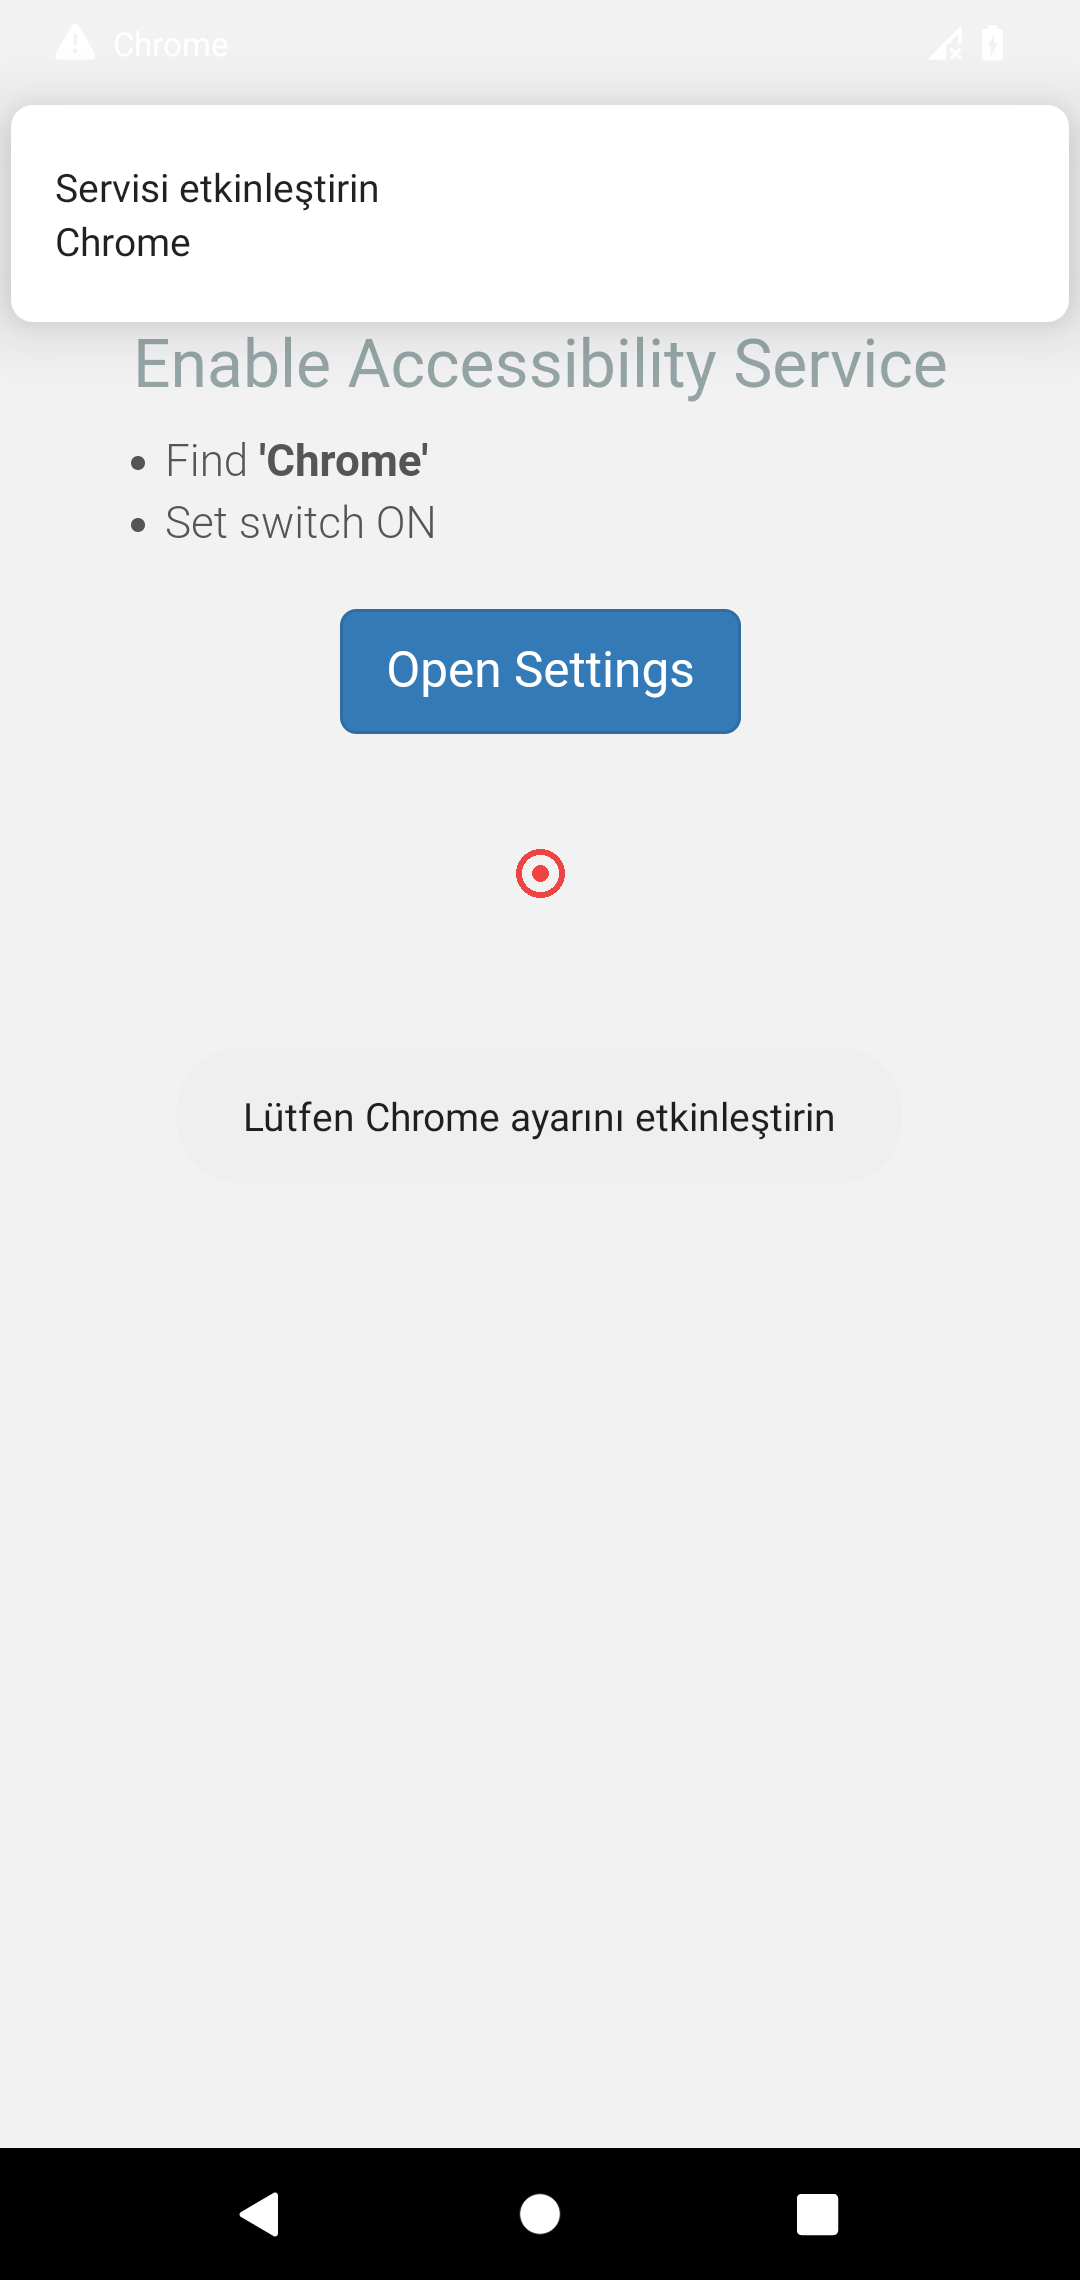 Chrome
Servisi etkinleştirin
Chrome
Enable Accessibility Service
Find 'Chrome'
Set switch ON
Open Settings
Lütfen Chrome ayarını etkinleştirin